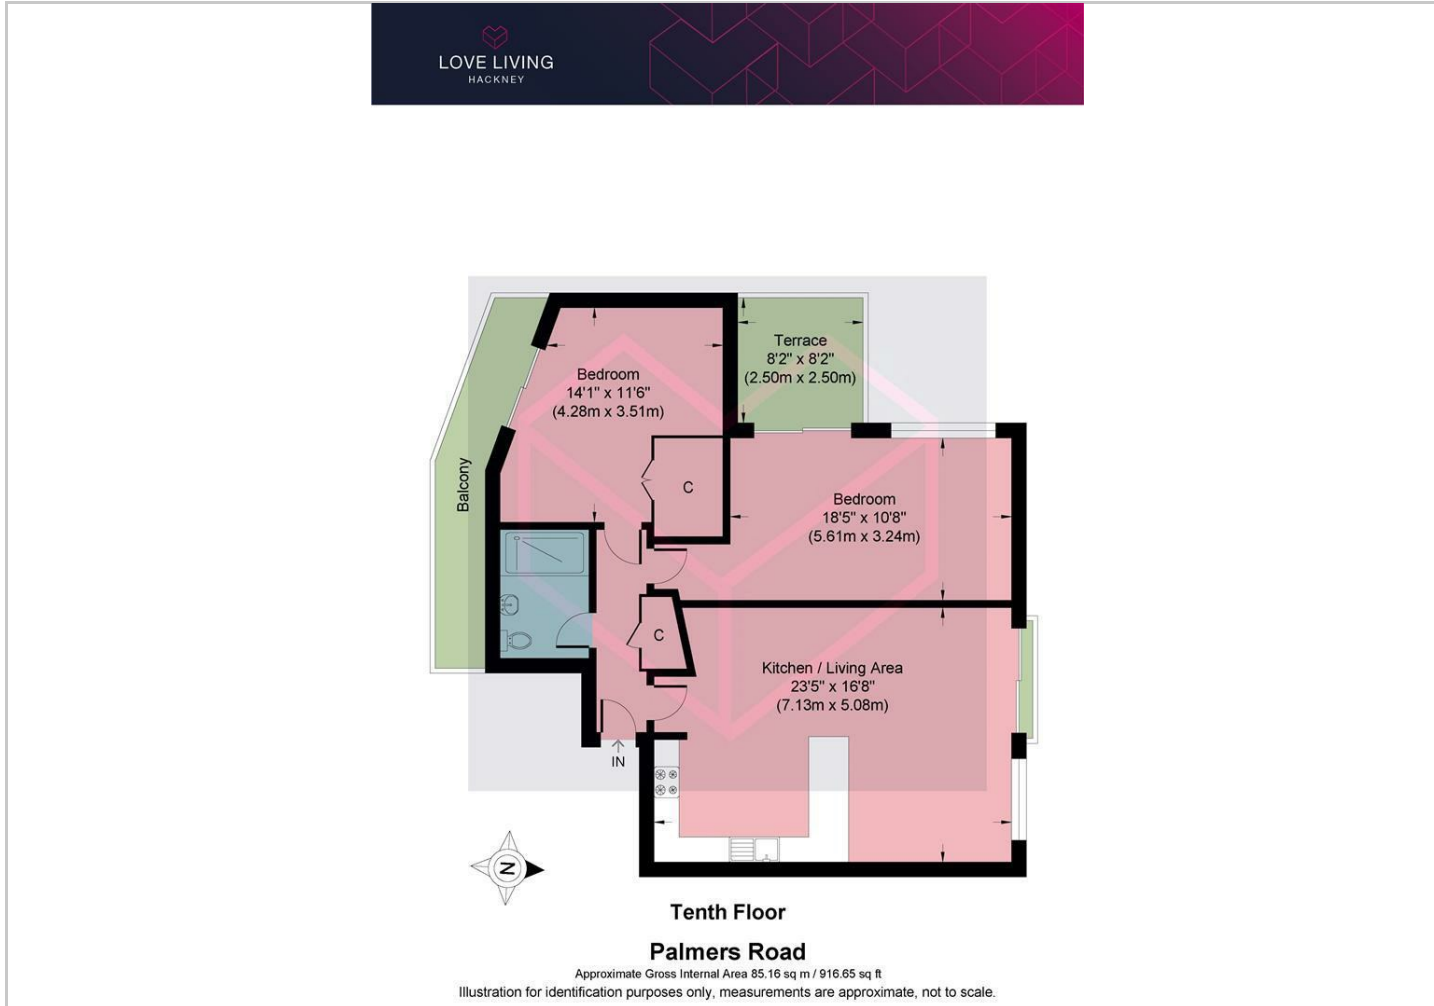 LOVE LIVING
HACKNEY
Terrace
8'2" x 8'2"
(2.50m x 2.50m)
Bedroom
14'1" x 11'6"
(4.28m x 3.51m)
Balcony
C
Bedroom
18'5" x 10'8"
(5.61m x 3.24m)
C
Kitchen / Living Area
23'5" x 16'8"
(7.13m x 5.08m)
IN
N
Tenth Floor
Palmers Road
Approximate Gross Internal Area 85.16 sq m / 916.65 sq ft
Illustration for identification purposes only, measurements are approximate, not to scale.